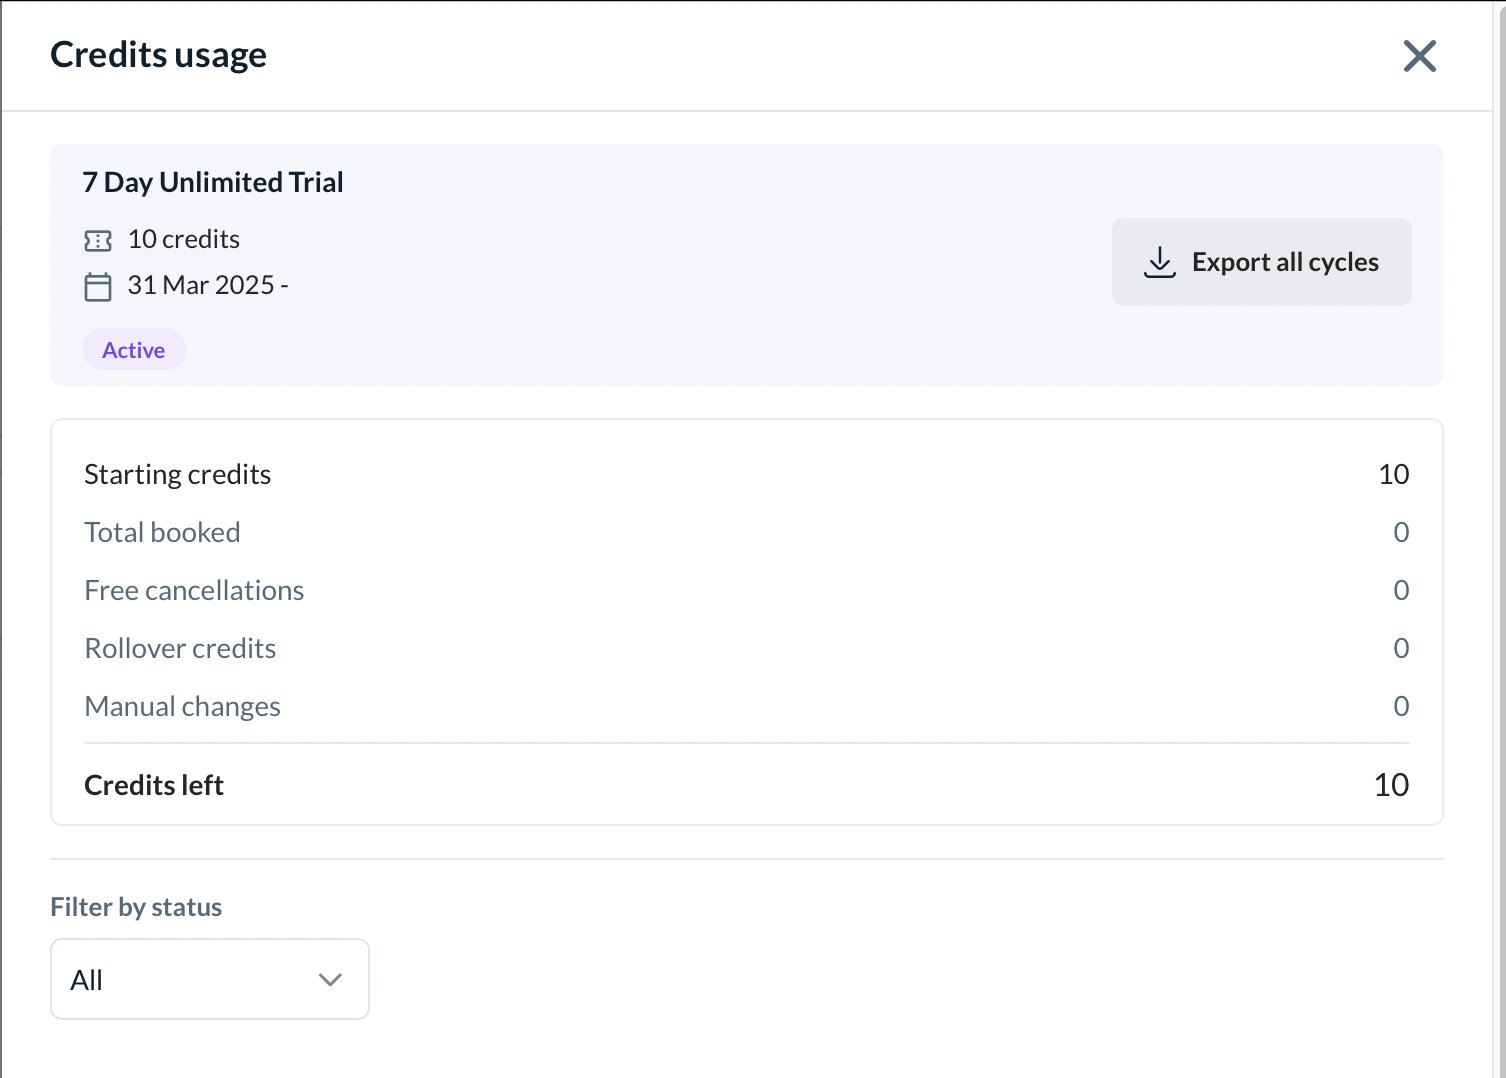 Credits usage
7 Day Unlimited Trial
10 credits
31 Mar 2025 -
Export all cycles
Active
Starting credits 10
Total booked 0
Free cancellations 0
Rollover credits 0
Manual changes 0
Credits left 10
Filter by status
All